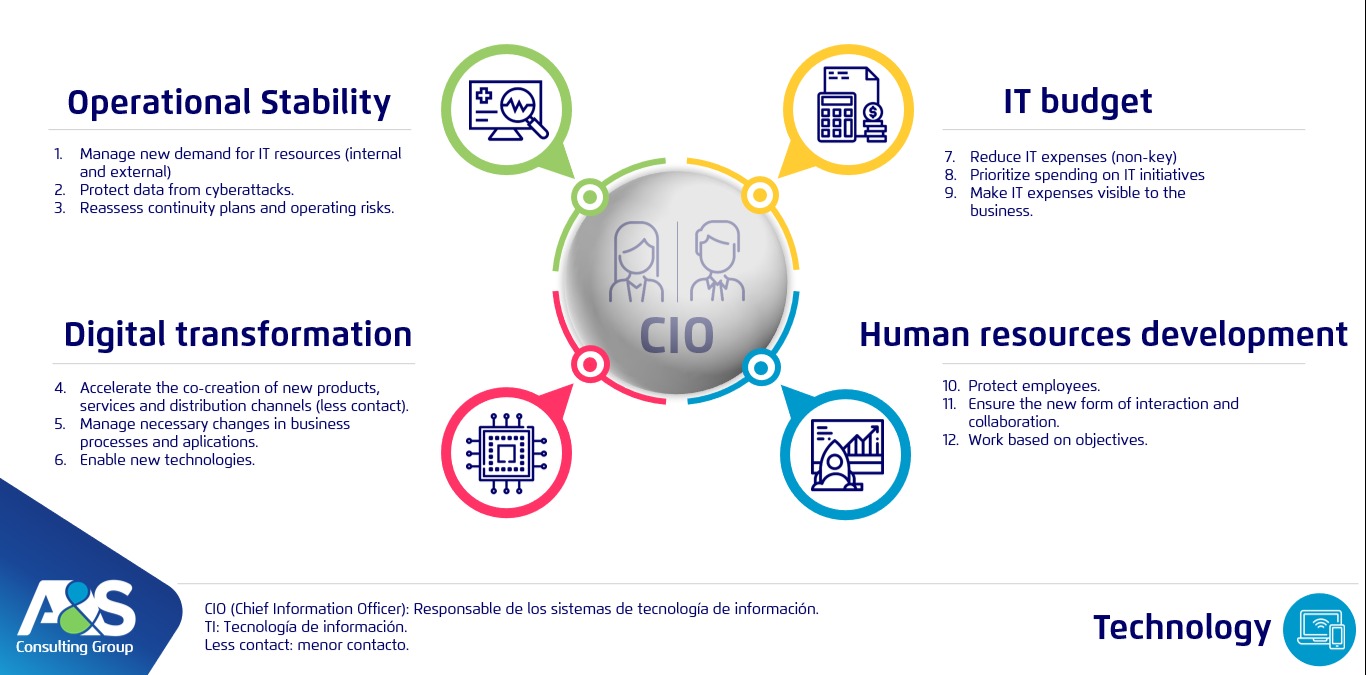 Operational Stability
1. Manage new demand for IT resources (internal
and external)
2. Protect data from cyberattacks.
3. Reassess continuity plans and operating risks.
IT budget
7. Reduce IT expenses (non-key)
8. Prioritize spending on IT initiatives
9. Make IT expenses visible to the
business.
CIO
$
Digital transformation
4. Accelerate the co-creation of new products,
services and distribution channels (less contact).
5. Manage necessary changes in business
processes and aplications.
6. Enable new technologies.
Human resources development
10. Protect employees.
11. Ensure the new form of interaction and
collaboration.
12. Work based on objectives.
A&S
Consulting Group
CIO (Chief Information Officer): Responsable de los sistemas de tecnología de información.
TI: Tecnología de información.
Less contact: menor contacto.
Technology